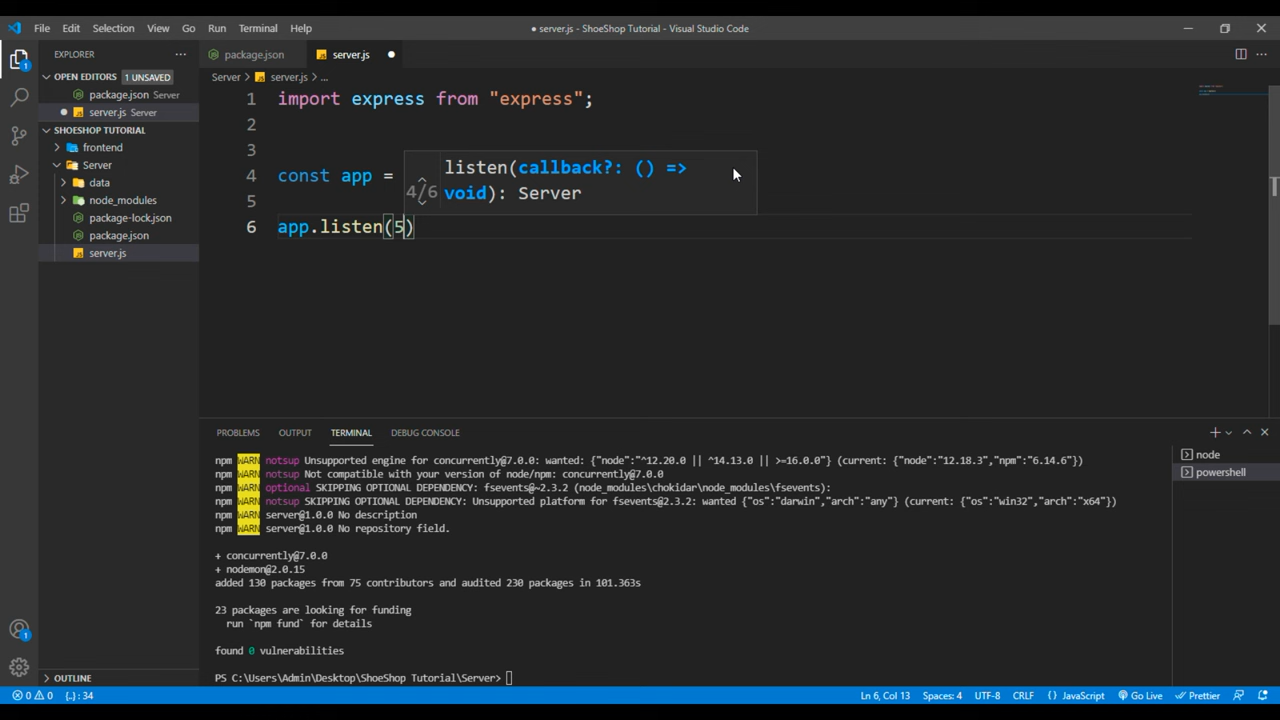 File Edit Selection View Go Run Terminal Help
● server.js - ShoeShop Tutorial - Visual Studio Code
EXPLORER
OPEN EDITORS 1 UNSAVED
package.json Server
server.js Server
SHOESHOP TUTORIAL
frontend
Server
data
node_modules
package-lock.json
package.json
server.js
OUTLINE
package.json
server.js
Server > server.js > ...
1 import express from "express";
2
3
4 const app =
5
6 app.listen(5)
listen(callback?: () =>
4/6 void): Server
PROBLEMS OUTPUT TERMINAL DEBUG CONSOLE
npm WARN notsup Unsupported engine for concurrently@7.0.0: wanted: {"node":"^12.20.0 || ^14.13.0 || >=16.0.0"} (current: {"node":"12.18.3","npm":"6.14.6"})
npm WARN notsup Not compatible with your version of node/npm: concurrently@7.0.0
npm WARN optional SKIPPING OPTIONAL DEPENDENCY: fsevents@~2.3.2 (node_modules\chokidar\node_modules\fsevents):
npm WARN notsup SKIPPING OPTIONAL DEPENDENCY: Unsupported platform for fsevents@2.3.2: wanted {"os":"darwin","arch":"any"} (current: {"os":"win32","arch":"x64"})
npm WARN server@1.0.0 No description
npm WARN server@1.0.0 No repository field.
+ concurrently@7.0.0
+ nodemon@2.0.15
added 130 packages from 75 contributors and audited 230 packages in 101.363s
23 packages are looking for funding
run `npm fund` for details
found 0 vulnerabilities
PS C:\Users\Admin\Desktop\ShoeShop Tutorial\Server>
node
powershell
0 0 {..} : 34
Ln 6, Col 13 Spaces: 4 UTF-8 CRLF {} JavaScript Go Live Prettier